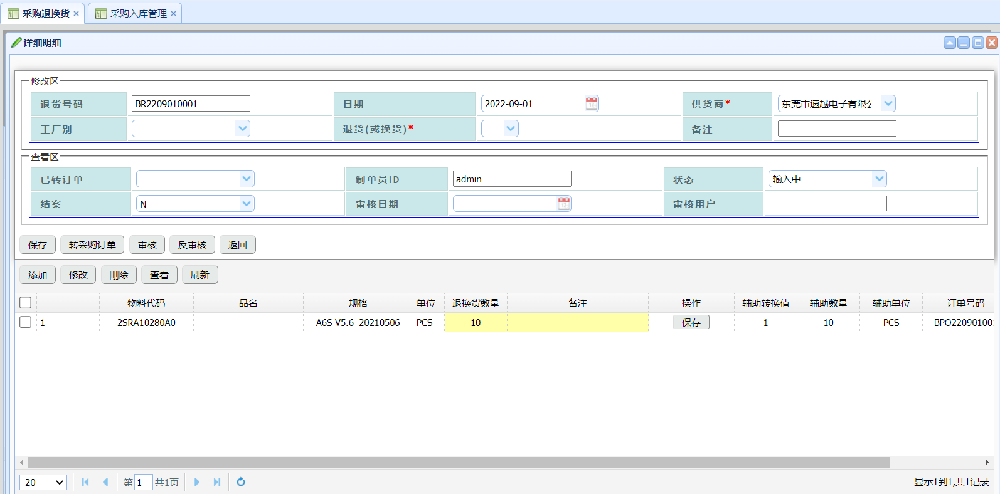 采购退换货 采购入库管理
详细明细
修改区
退货号码 BR2209010001 日期 2022-09-01 供货商* 东莞市速越电子有限公
工厂别 退货(或换货)* 备注
查看区
已转订单 制单员ID admin 状态 输入中
结案 N 审核日期 审核用户
保存 转采购订单 审核 反审核 返回
添加 修改 刪除 查看 刷新
物料代码 品名 规格 单位 退换货数量 备注 操作 辅助转换值 辅助数量 辅助单位 订单号码
1 2SRA10280A0 A6S V5.6_20210506 PCS 10 保存 1 10 PCS BPO22090100
20 第 1 共1页 显示1到1,共1记录